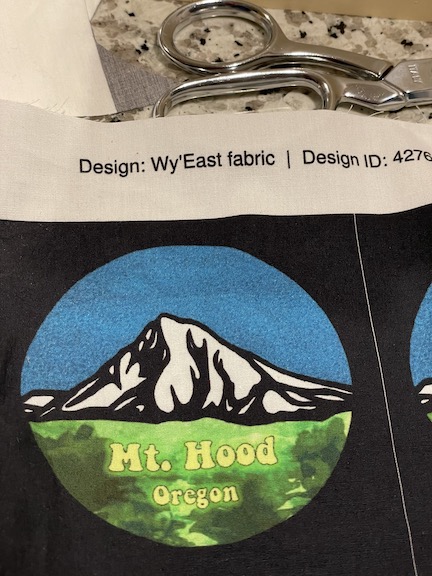 Design: Wy'East fabric | Design ID: 4276
Mt. Hood
Oregon